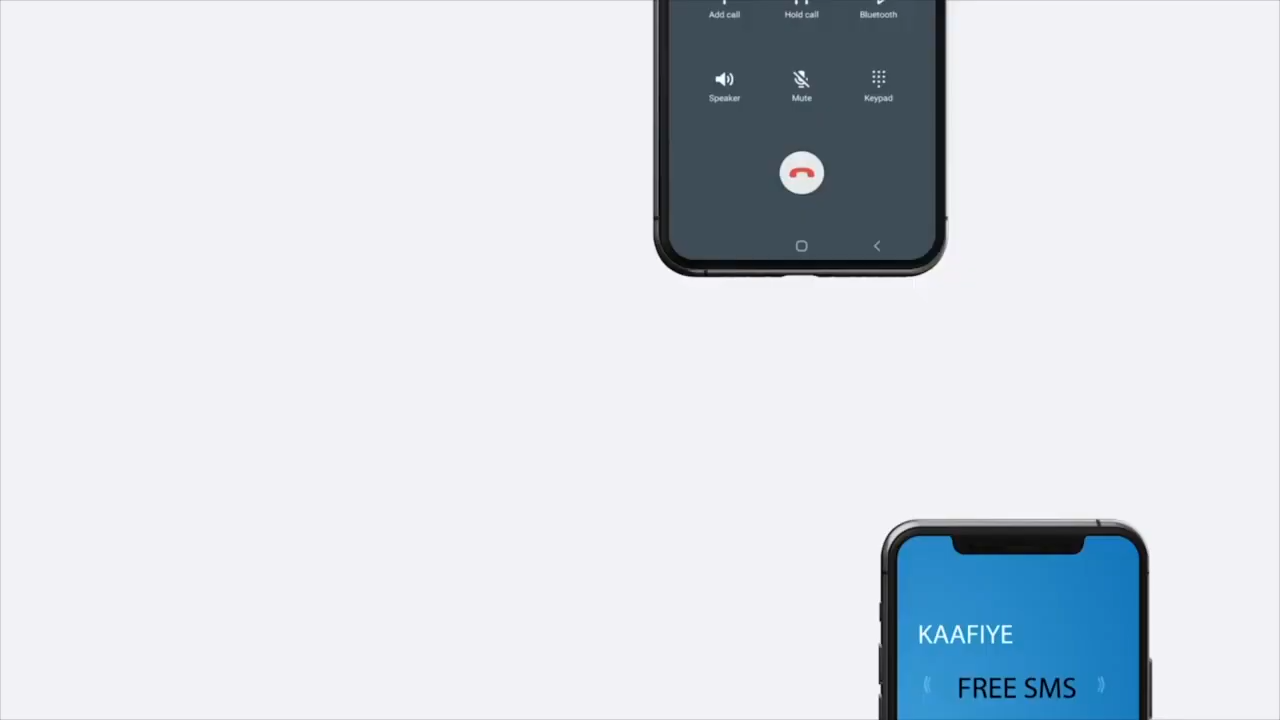 Add call Hold call Bluetooth
Speaker Mute Keypad
KAAFIYE
FREE SMS